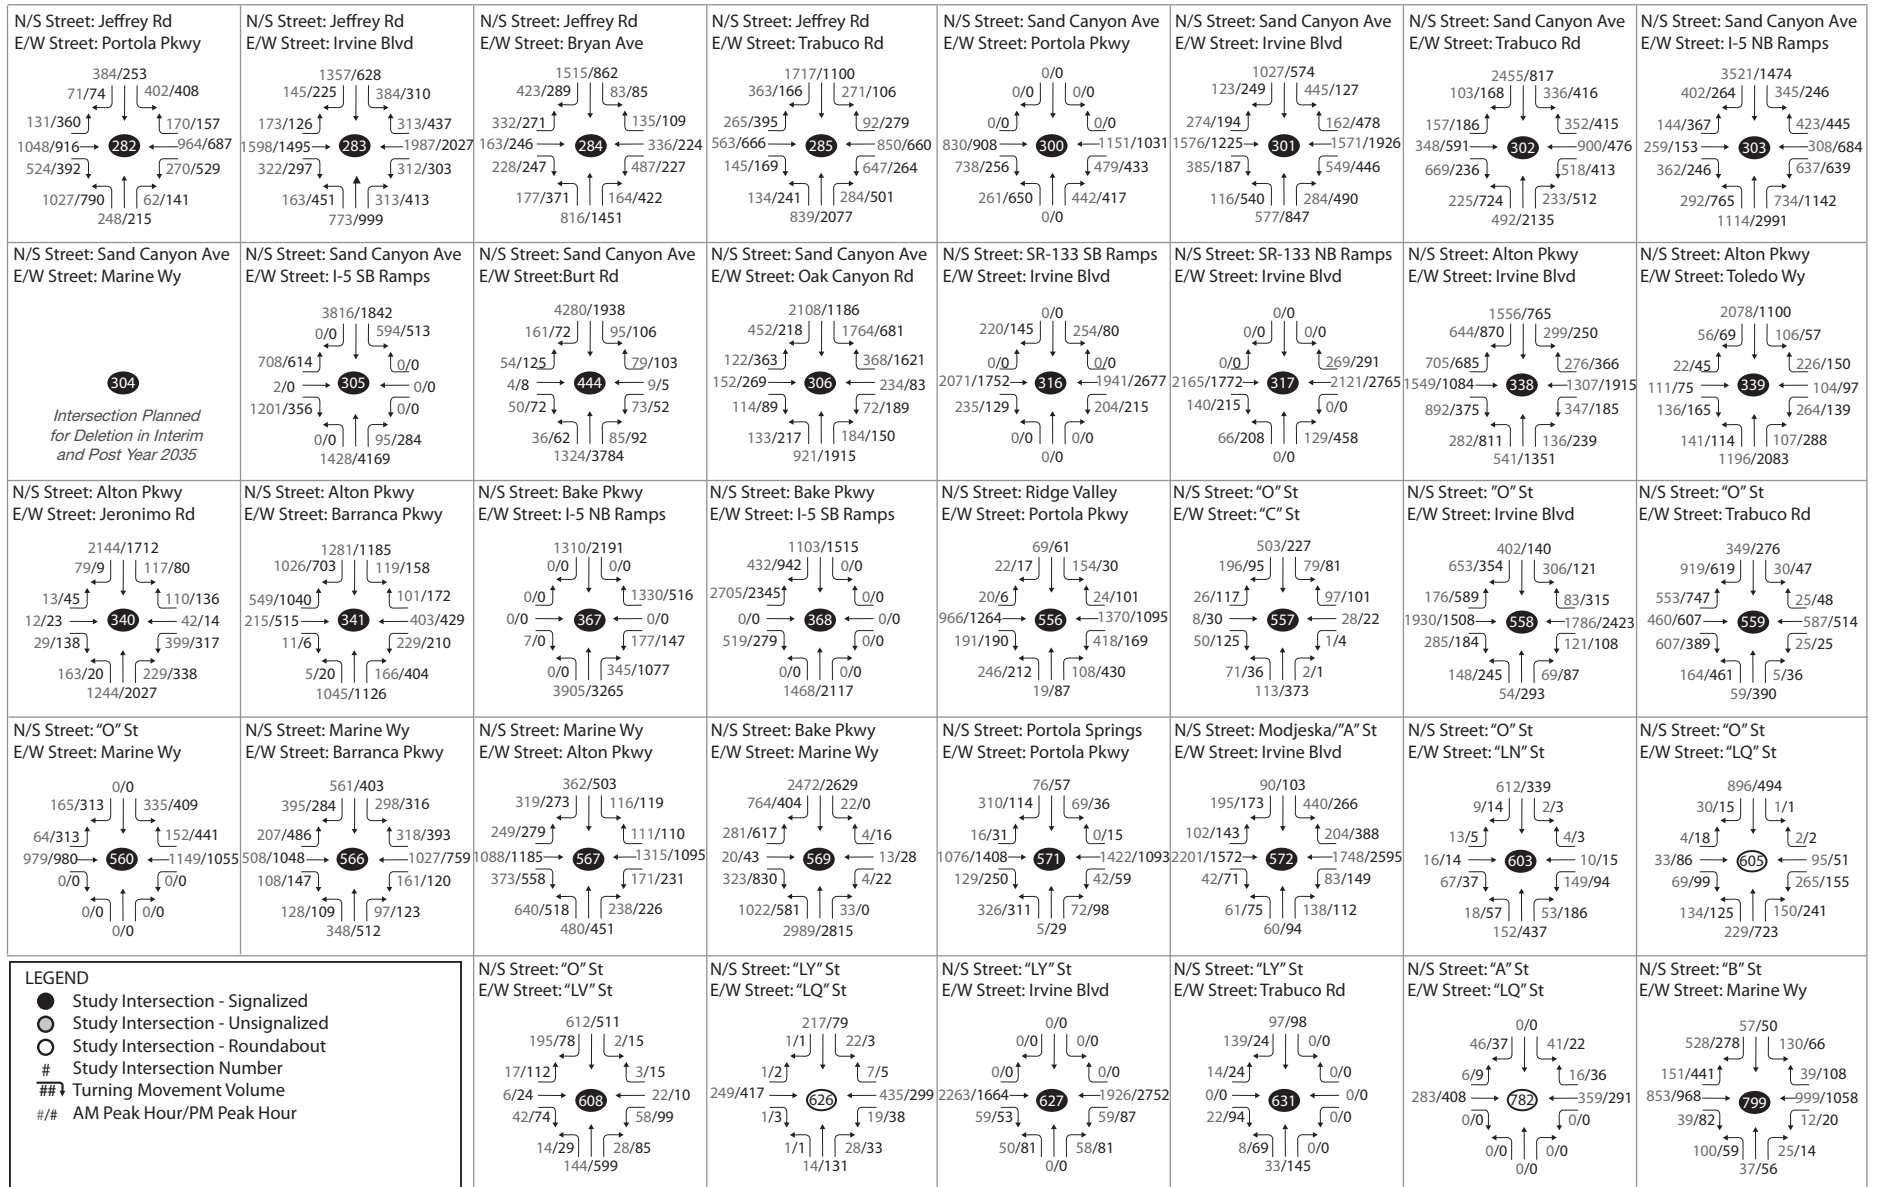 N/S Street: Jeffrey Rd
E/W Street: Portola Pkwy
384/253
71/74 402/408
131/360 170/157
1048/916 282 964/687
524/392 270/529
1027/790 62/141
248/215
N/S Street: Jeffrey Rd
E/W Street: Irvine Blvd
1357/628
145/225 384/310
173/126 313/437
1598/1495 283 1987/2027
322/297 312/303
163/451 313/413
773/999
N/S Street: Jeffrey Rd
E/W Street: Bryan Ave
1515/862
423/289 83/85
332/271 135/109
163/246 284 336/224
228/247 487/227
177/371 164/422
816/1451
N/S Street: Jeffrey Rd
E/W Street: Trabuco Rd
1717/1100
363/166 271/106
265/395 92/279
563/666 285 850/660
145/169 647/264
134/241 284/501
839/2077
N/S Street: Sand Canyon Ave
E/W Street: Portola Pkwy
0/0
0/0 0/0
0/0 0/0
830/908 300 1151/1031
738/256 479/433
261/650 442/417
0/0
N/S Street: Sand Canyon Ave
E/W Street: Irvine Blvd
1027/574
123/249 445/127
274/194 162/478
1576/1225 301 1571/1926
385/187 549/446
116/540 284/490
577/847
N/S Street: Sand Canyon Ave
E/W Street: Trabuco Rd
2455/817
103/168 336/416
157/186 352/415
348/591 302 900/476
669/236 518/413
225/724 233/512
492/2135
N/S Street: Sand Canyon Ave
E/W Street: I-5 NB Ramps
3521/1474
402/264 345/246
144/367 423/445
259/153 303 308/684
362/246 637/639
292/765 734/1142
1114/2991
N/S Street: Sand Canyon Ave
E/W Street: Marine Wy
304
Intersection Planned
for Deletion in Interim
and Post Year 2035
N/S Street: Sand Canyon Ave
E/W Street: I-5 SB Ramps
3816/1842
0/0 594/513
708/614 0/0
2/0 305 0/0
1201/356 0/0
0/0 95/284
1428/4169
N/S Street: Sand Canyon Ave
E/W Street:Burt Rd
4280/1938
161/72 95/106
54/125 79/103
4/8 444 9/5
50/72 73/52
36/62 85/92
1324/3784
N/S Street: Sand Canyon Ave
E/W Street: Oak Canyon Rd
2108/1186
452/218 1764/681
122/363 368/1621
152/269 306 234/83
114/89 72/189
133/217 184/150
921/1915
N/S Street: SR-133 SB Ramps
E/W Street: Irvine Blvd
0/0
220/145 254/80
0/0 0/0
2071/1752 316 1941/2677
235/129 204/215
0/0 0/0
0/0
N/S Street: SR-133 NB Ramps
E/W Street: Irvine Blvd
0/0
0/0 0/0
0/0 269/291
2165/1772 317 2121/2765
140/215 0/0
66/208 129/458
0/0
N/S Street: Alton Pkwy
E/W Street: Irvine Blvd
1556/765
644/870 299/250
705/685 276/366
1549/1084 338 1307/1915
892/375 347/185
282/811 136/239
541/1351
N/S Street: Alton Pkwy
E/W Street: Toledo Wy
2078/1100
56/69 106/57
22/45 226/150
111/75 339 104/97
136/165 264/139
141/114 107/288
1196/2083
N/S Street: Alton Pkwy
E/W Street: Jeronimo Rd
2144/1712
79/9 117/80
13/45 110/136
12/23 340 42/14
29/138 399/317
163/20 229/338
1244/2027
N/S Street: Alton Pkwy
E/W Street: Barranca Pkwy
1281/1185
1026/703 119/158
549/1040 101/172
215/515 341 403/429
11/6 229/210
5/20 166/404
1045/1126
N/S Street: Bake Pkwy
E/W Street: I-5 NB Ramps
1310/2191
0/0 0/0
0/0 1330/516
0/0 367 0/0
7/0 177/147
0/0 345/1077
3905/3265
N/S Street: Bake Pkwy
E/W Street: I-5 SB Ramps
1103/1515
432/942 0/0
2705/2345 0/0
0/0 368 0/0
519/279 0/0
0/0 0/0
1468/2117
N/S Street: Ridge Valley
E/W Street: Portola Pkwy
69/61
22/17 154/30
20/6 24/101
966/1264 556 1370/1095
191/190 418/169
246/212 108/430
19/87
N/S Street: "O" St
E/W Street: "C" St
503/227
196/95 79/81
26/117 97/101
8/30 557 28/22
50/125 1/4
71/36 2/1
113/373
N/S Street: "O" St
E/W Street: Irvine Blvd
402/140
653/354 306/121
176/589 83/315
1930/1508 558 1786/2423
285/184 121/108
148/245 69/87
54/293
N/S Street: "O" St
E/W Street: Trabuco Rd
349/276
919/619 30/47
553/747 25/48
460/607 559 587/514
607/389 25/25
164/461 5/36
59/390
N/S Street: "O" St
E/W Street: Marine Wy
0/0
165/313 335/409
64/313 152/441
979/980 560 1149/1055
0/0 0/0
0/0 0/0
0/0
N/S Street: Marine Wy
E/W Street: Barranca Pkwy
561/403
395/284 298/316
207/486 318/393
508/1048 566 1027/759
108/147 161/120
128/109 97/123
348/512
N/S Street: Marine Wy
E/W Street: Alton Pkwy
362/503
319/273 116/119
249/279 111/110
1088/1185 567 1315/1095
373/558 171/231
640/518 238/226
480/451
N/S Street: Bake Pkwy
E/W Street: Marine Wy
2472/2629
764/404 22/0
281/617 4/16
20/43 569 13/28
323/830 4/22
1022/581 33/0
2989/2815
N/S Street: Portola Springs
E/W Street: Portola Pkwy
76/57
310/114 69/36
16/31 0/15
1076/1408 571 1422/1093
129/250 42/59
326/311 72/98
5/29
N/S Street: Modjeska/"A" St
E/W Street: Irvine Blvd
90/103
195/173 440/266
102/143 204/388
2201/1572 572 1748/2595
42/71 83/149
61/75 138/112
60/94
N/S Street: "O" St
E/W Street: "LN" St
612/339
9/14 2/3
13/5 4/3
16/14 603 10/15
67/37 149/94
18/57 53/186
152/437
N/S Street: "O" St
E/W Street: "LQ" St
896/494
30/15 1/1
4/18 2/2
33/86 605 95/51
69/99 265/155
134/125 150/241
229/723
LEGEND
Study Intersection - Signalized
Study Intersection - Unsignalized
Study Intersection - Roundabout
# Study Intersection Number
## Turning Movement Volume
#/# AM Peak Hour/PM Peak Hour
N/S Street: "O" St
E/W Street: "LV" St
612/511
195/78 2/15
17/112 3/15
6/24 608 22/10
42/74 58/99
14/29 28/85
144/599
N/S Street: "LY" St
E/W Street: "LQ" St
217/79
1/1 22/3
1/2 7/5
249/417 626 435/299
1/3 19/38
1/1 28/33
14/131
N/S Street: "LY" St
E/W Street: Irvine Blvd
0/0
0/0 0/0
0/0 0/0
2263/1664 627 1926/2752
59/53 59/87
50/81 58/81
0/0
N/S Street: "LY" St
E/W Street: Trabuco Rd
97/98
139/24 0/0
14/24 0/0
0/0 631 0/0
22/94 0/0
8/69 0/0
33/145
N/S Street: "A" St
E/W Street: "LQ" St
0/0
46/37 41/22
6/9 16/36
283/408 782 359/291
0/0 0/0
0/0 0/0
0/0
N/S Street: "B" St
E/W Street: Marine Wy
57/50
528/278 130/66
151/441 39/108
853/968 799 999/1058
39/82 12/20
100/59 25/14
37/56